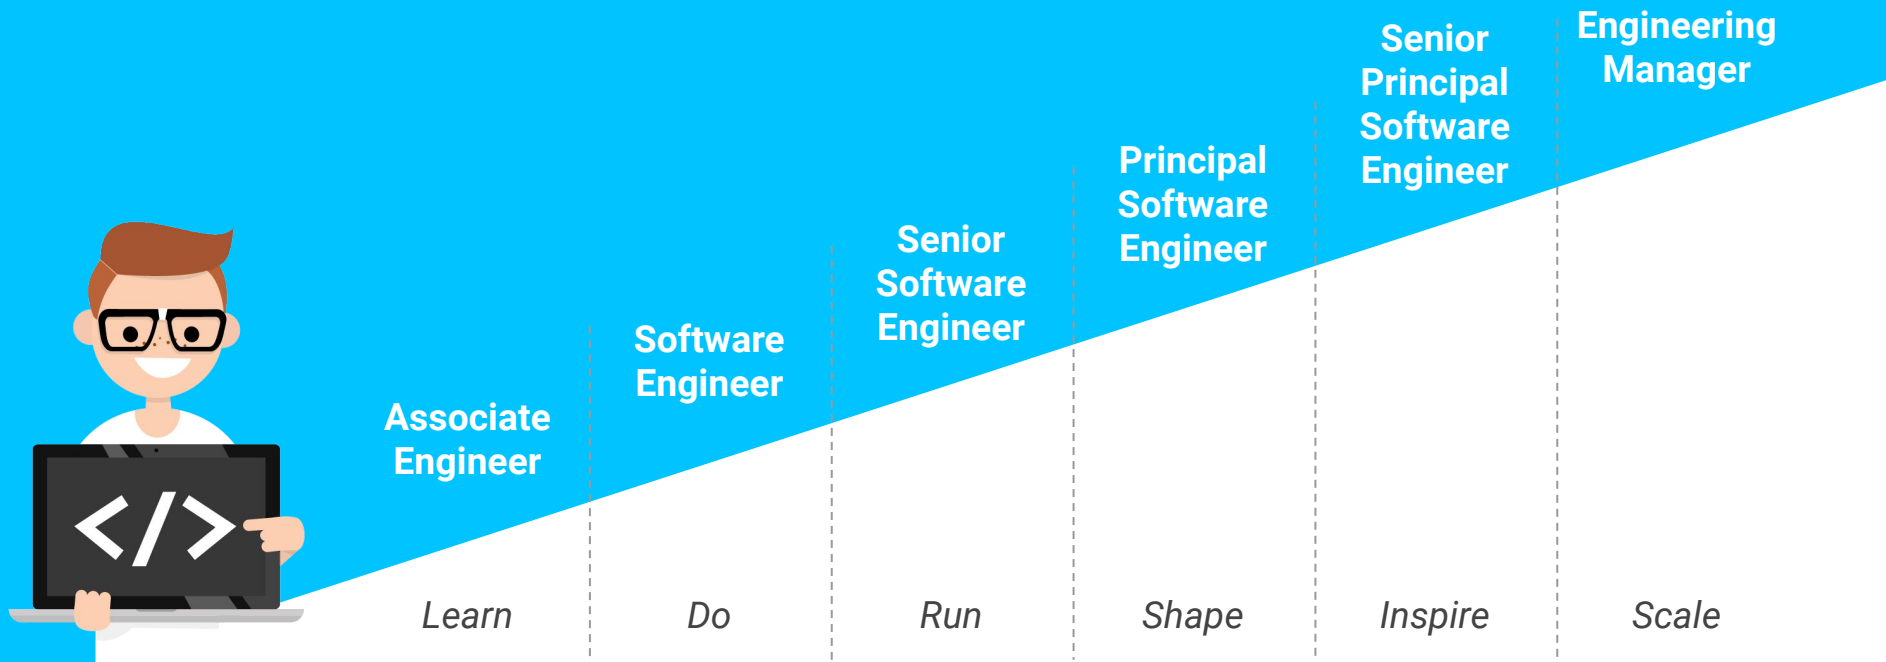 Associate
Engineer
Software
Engineer
Senior
Software
Engineer
Principal
Software
Engineer
Senior
Principal
Software
Engineer
Engineering
Manager
</>
Learn
Do
Run
Shape
Inspire
Scale